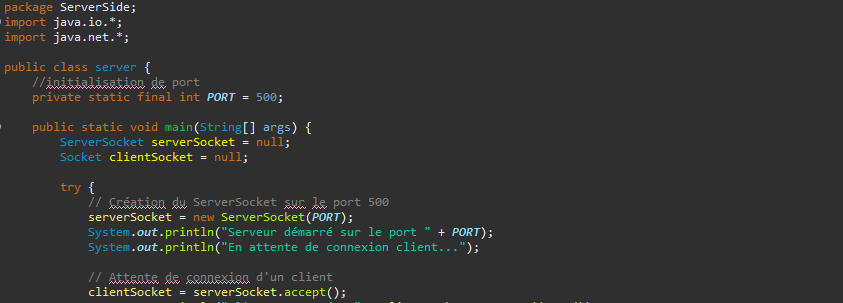 package ServerSide;
import java.io.*;
import java.net.*;
public class server {
//initialisation de port
private static final int PORT = 500;
public static void main(String[] args) {
ServerSocket serverSocket = null;
Socket clientSocket = null;
try {
// Création du ServerSocket sur le port 500
serverSocket = new ServerSocket(PORT);
System.out.println("Serveur démarré sur le port " + PORT);
System.out.println("En attente de connexion client...");
// Attente de connexion d'un client
clientSocket = serverSocket.accept();